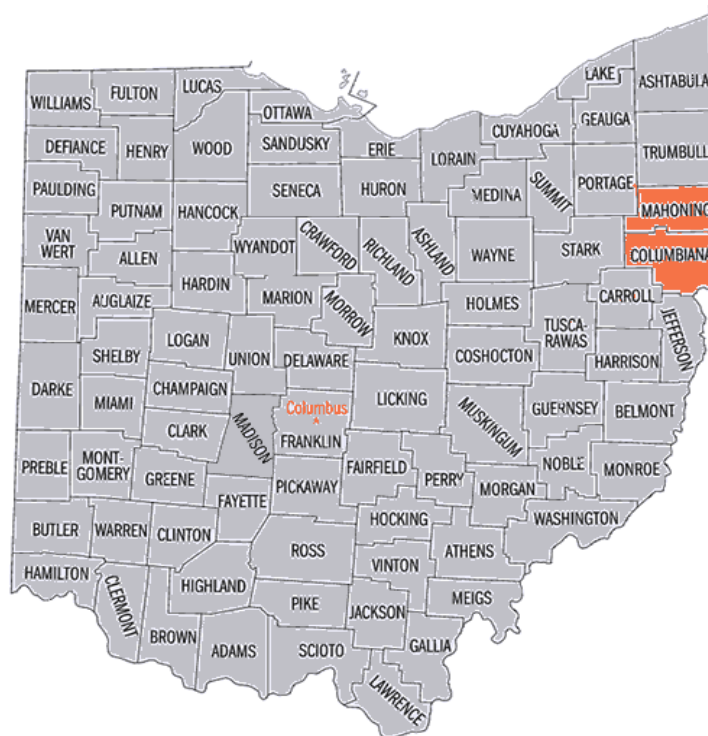 LAKE
ASHTABULA
LUCAS
FULTON
WILLIAMS
OTTAWA
GEAUGA
CUYAHOGA
DEFIANCE
HENRY
WOOD
SANDUSKY
ERIE
LORAIN
TRUMBULL
PAULDING
SENECA
HURON
MEDINA
SUMMIT
PORTAGE
PUTNAM
HANCOCK
MAHONING
VAN
WERT
ALLEN
WYANDOT
CRAWFORD
RICHLAND
ASHLAND
WAYNE
STARK
COLUMBIANA
HARDIN
MERCER
AUGLAIZE
MARION
MORROW
HOLMES
CARROLL
JEFFERSON
LOGAN
UNION
KNOX
TUSCA-
RAWAS
SHELBY
DELAWARE
COSHOCTON
HARRISON
DARKE
MIAMI
CHAMPAIGN
LICKING
Columbus
GUERNSEY
BELMONT
CLARK
MADISON
FRANKLIN
MUSKINGUM
PREBLE
MONT-
GOMERY
GREENE
FAIRFIELD
PERRY
NOBLE
MONROE
FAYETTE
PICKAWAY
MORGAN
BUTLER
WARREN
CLINTON
HOCKING
WASHINGTON
ROSS
ATHENS
VINTON
HAMILTON
CLERMONT
HIGHLAND
PIKE
JACKSON
MEIGS
BROWN
ADAMS
SCIOTO
GALLIA
LAWRENCE